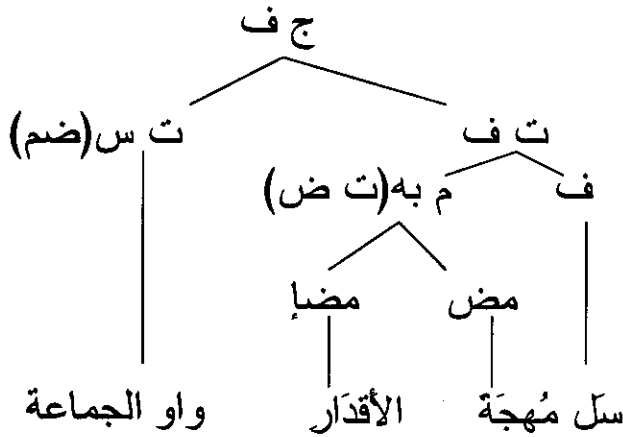 ج ف
ت ف ت س(ضم)
ف م به(ت ض)
مض مضإ
سَل مُهجَة الأقدَارِ واو الجماعة